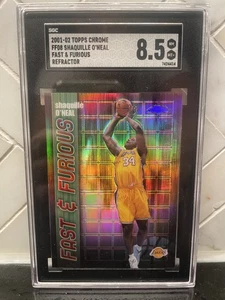 SGC
2001-02 TOPPS CHROME
FF08 SHAQUILLE O'NEAL
FAST & FURIOUS
REFRACTOR
8.5
shaquille
O'NEAL
FAST & FURIOUS
34